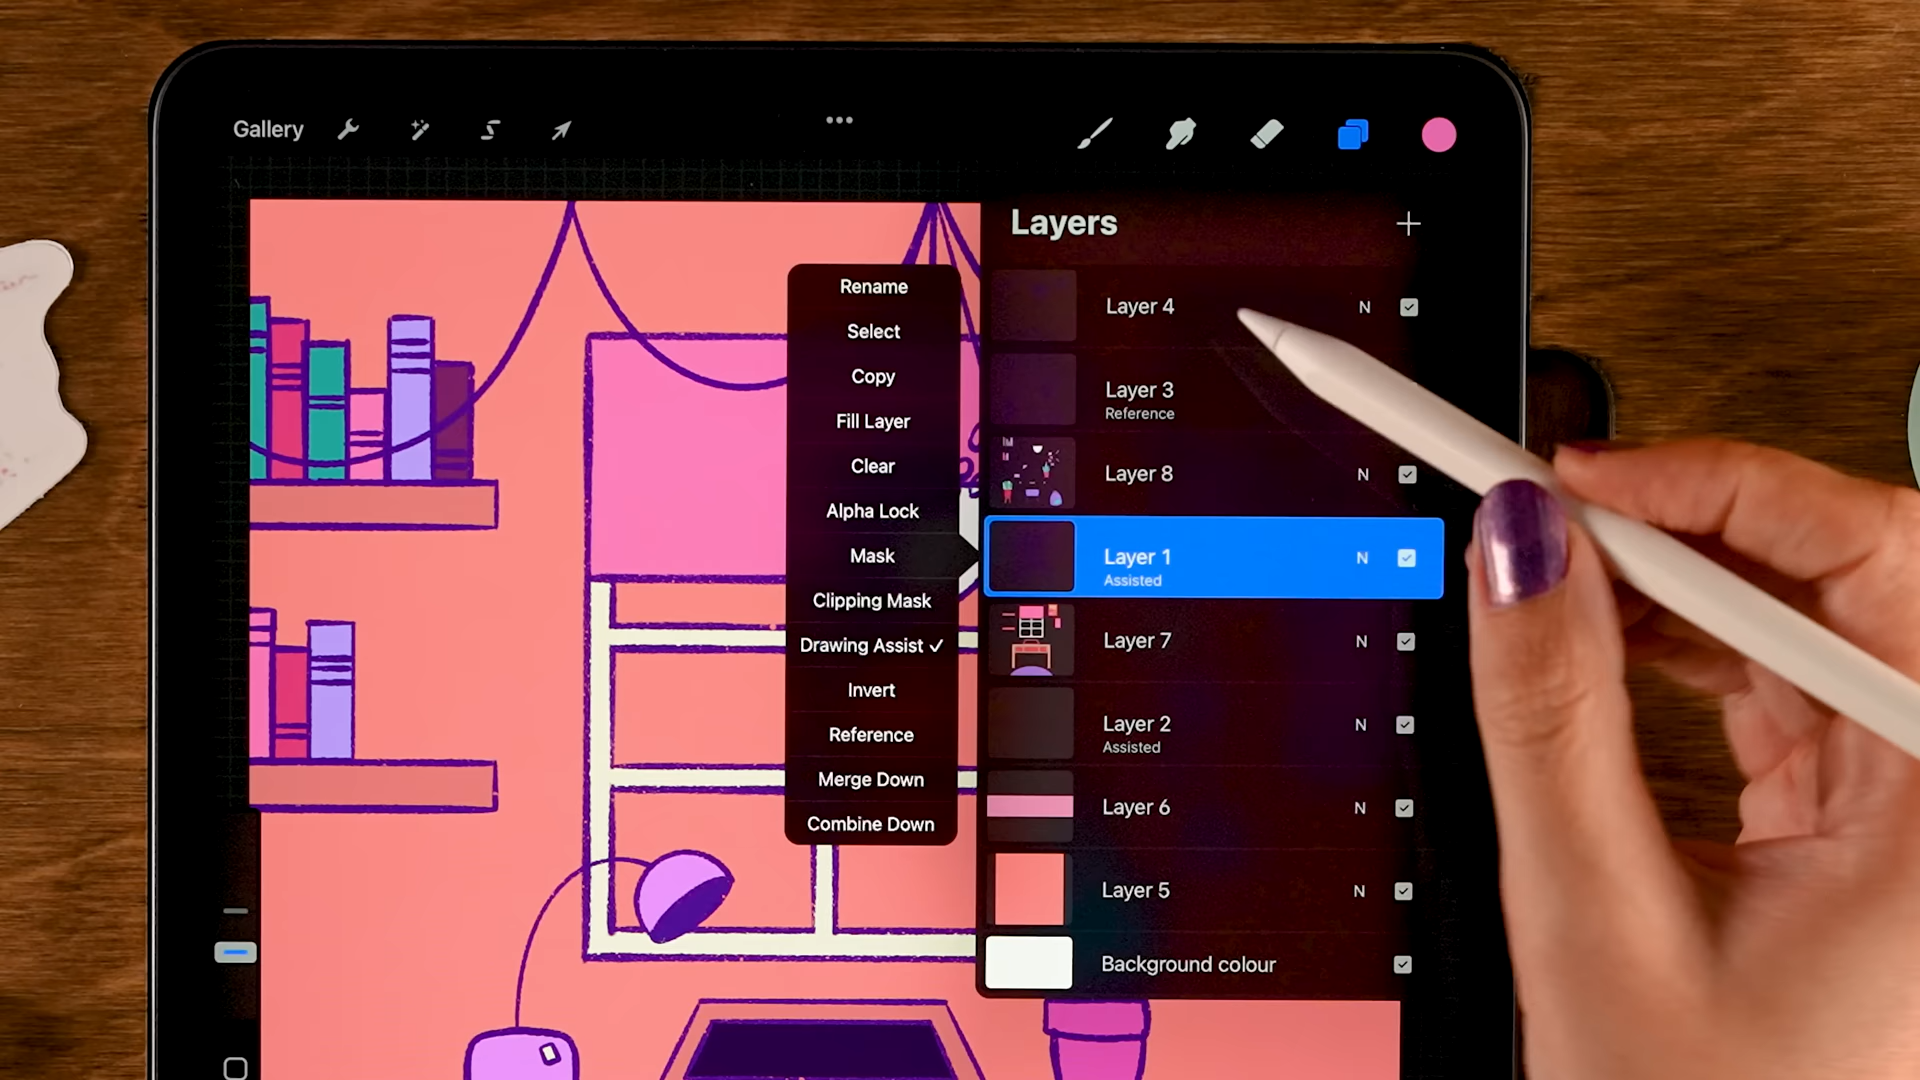 Gallery
Layers
Rename
Select
Copy
Fill Layer
Clear
Alpha Lock
Mask
Clipping Mask
Drawing Assist ✓
Invert
Reference
Merge Down
Combine Down
Layer 4 N
Layer 3
Reference
Layer 8 N
Layer 1 N
Assisted
Layer 7 N
Layer 2 N
Assisted
Layer 6 N
Layer 5 N
Background colour